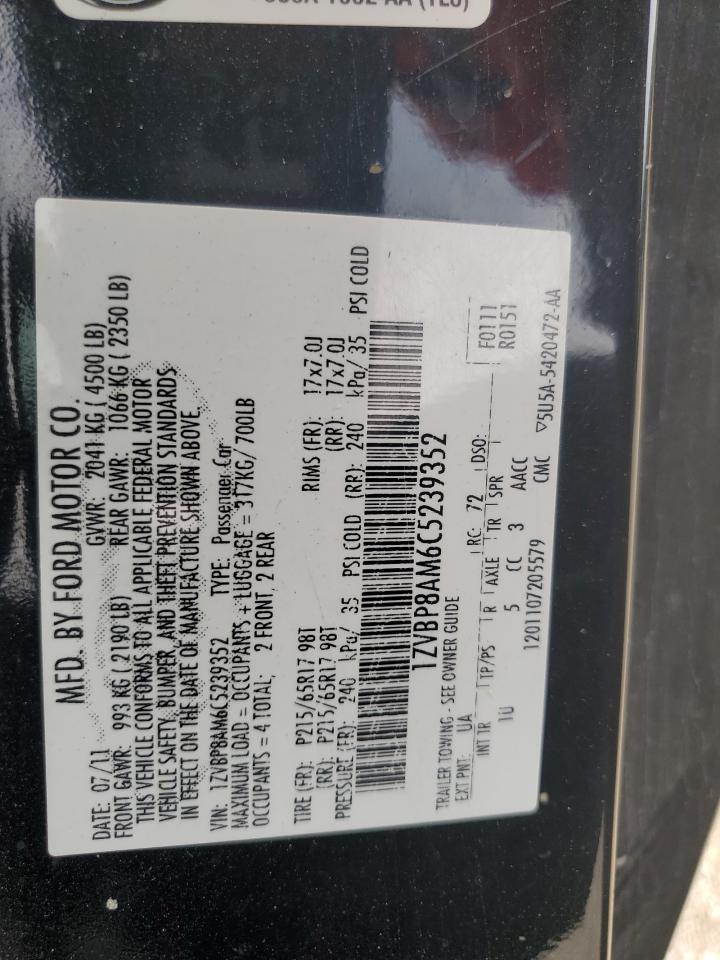 MFD. BY FORD MOTOR CO.
DATE: 07/11 GVWR: 2041 KG ( 4500 LB)
FRONT GAWR: 993 KG ( 2190 LB) REAR GAWR: 1066 KG ( 2350 LB)
THIS VEHICLE CONFORMS TO ALL APPLICABLE FEDERAL MOTOR
VEHICLE SAFETY, BUMPER, AND THEFT PREVENTION STANDARDS
IN EFFECT ON THE DATE OF MANUFACTURE SHOWN ABOVE.
VIN: 1ZVBP8AM6C5239352 TYPE: Passenger Car
MAXIMUM LOAD = OCCUPANTS + LUGGAGE = 317KG/700LB
OCCUPANTS = 4 TOTAL; 2 FRONT, 2 REAR
TIRE (FR): P215/65R17 98T RIMS (FR): 17x7.0J
(RR): P215/65R17 98T (RR): 17x7.0J
PRESSURE (FR): 240 kPa/ 35 PSI COLD (RR): 240 kPa/ 35 PSI COLD
1ZVBP8AM6C5239352
TRAILER TOWING - SEE OWNER GUIDE
EXT PNT: UA RC: 72 DSO: F0111
R0151
INT TR TP/PS R AXLE TR SPR
1U 5 CC 3 AACC
1201107205579 CMC ▽5U5A-5420472-AA